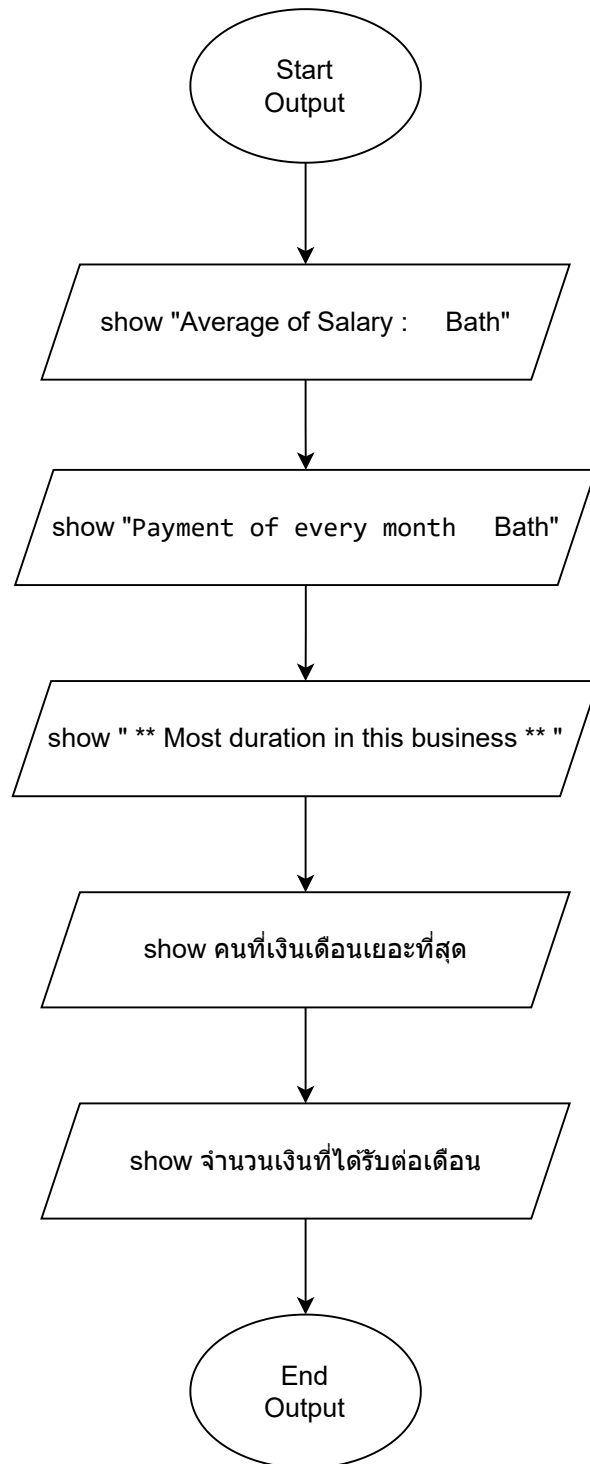 Start
Output
show "Average of Salary :     Bath"
show "Payment of every month   Bath"
show " ** Most duration in this business ** "
show คนที่เงินเดือนเยอะที่สุด
show จำนวนเงินที่ได้รับต่อเดือน
End
Output